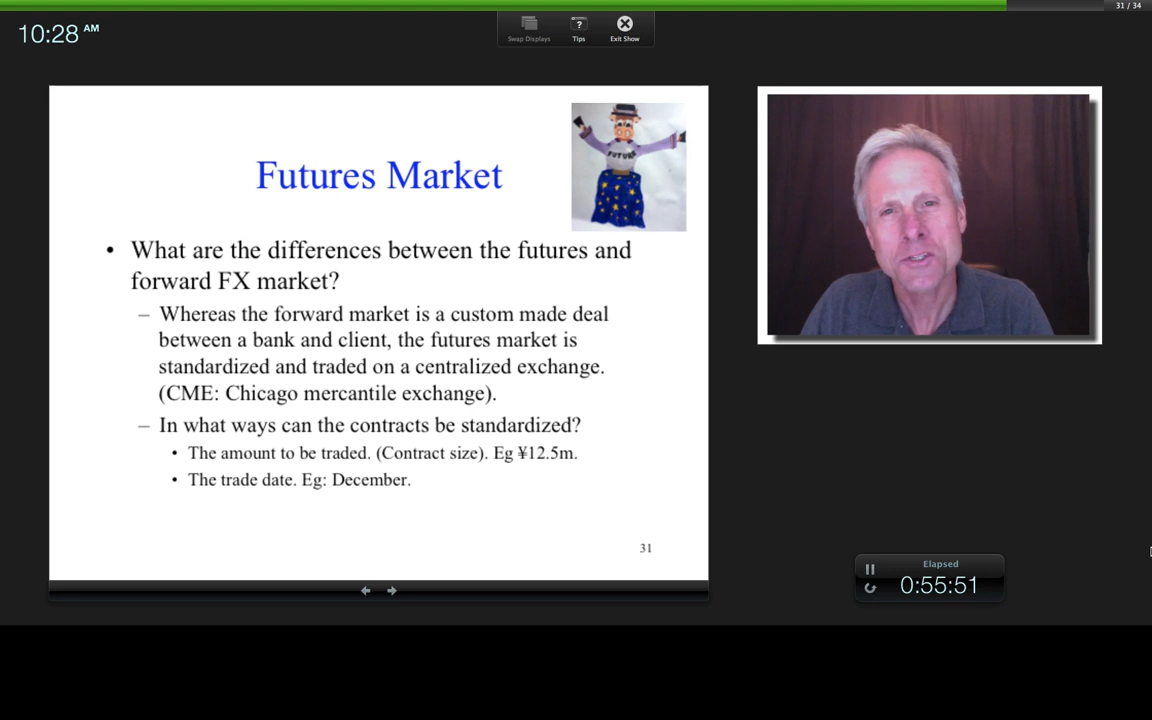 31 / 34
10:28 AM
Swap Displays
?
Tips
Exit Show
Futures Market
FUTURE
• What are the differences between the futures and
forward FX market?
– Whereas the forward market is a custom made deal
between a bank and client, the futures market is
standardized and traded on a centralized exchange.
(CME: Chicago mercantile exchange).
– In what ways can the contracts be standardized?
• The amount to be traded. (Contract size). Eg ¥12.5m.
• The trade date. Eg: December.
31
Elapsed
0:55:51